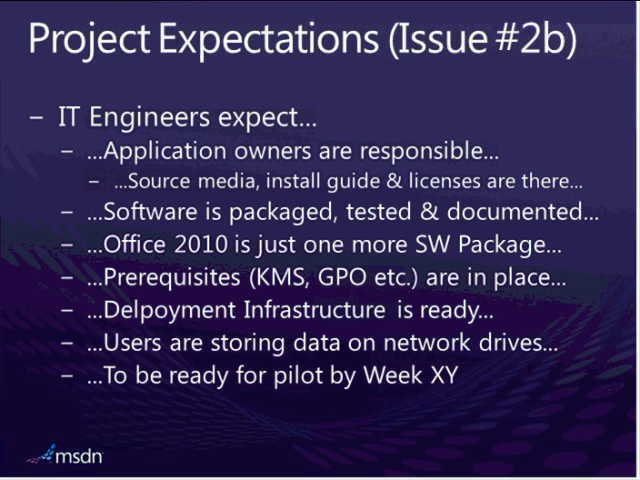 Project Expectations (Issue #2b)
– IT Engineers expect...
– ...Application owners are responsible...
– ...Source media, install guide & licenses are there...
– ...Software is packaged, tested & documented...
– ...Office 2010 is just one more SW Package...
– ...Prerequisites (KMS, GPO etc.) are in place...
– ...Delpoyment Infrastructure is ready...
– ...Users are storing data on network drives...
– ...To be ready for pilot by Week XY
msdn